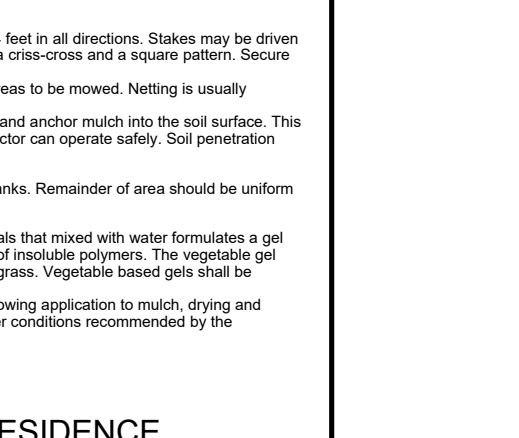 feet in all directions. Stakes may be driven
a criss-cross and a square pattern. Secure
eas to be mowed. Netting is usually
and anchor mulch into the soil surface. This
ctor can operate safely. Soil penetration
nks. Remainder of area should be uniform
als that mixed with water formulates a gel
of insoluble polymers. The vegetable gel
grass. Vegetable based gels shall be
owing application to mulch, drying and
er conditions recommended by the
ESIDENCE